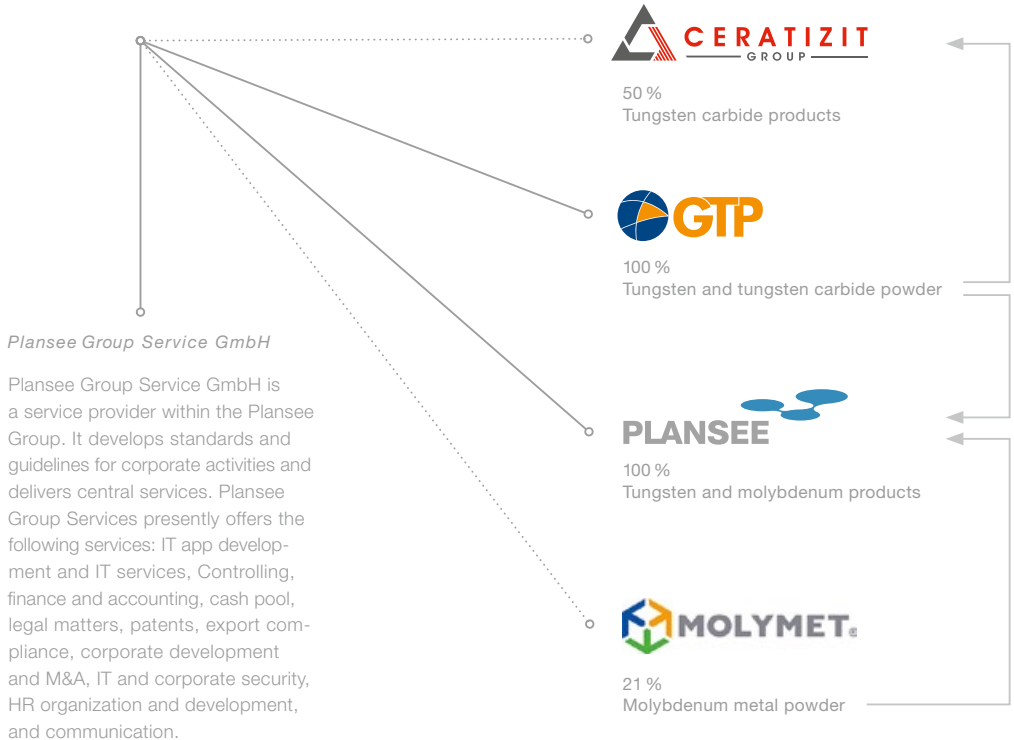 CERATIZIT
GROUP
50 %
Tungsten carbide products
GTP
100 %
Tungsten and tungsten carbide powder
PLANSEE
100 %
Tungsten and molybdenum products
MOLYMET®
21 %
Molybdenum metal powder
Plansee Group Service GmbH
Plansee Group Service GmbH is
a service provider within the Plansee
Group. It develops standards and
guidelines for corporate activities and
delivers central services. Plansee
Group Services presently offers the
following services: IT app develop-
ment and IT services, Controlling,
finance and accounting, cash pool,
legal matters, patents, export com-
pliance, corporate development
and M&A, IT and corporate security,
HR organization and development,
and communication.